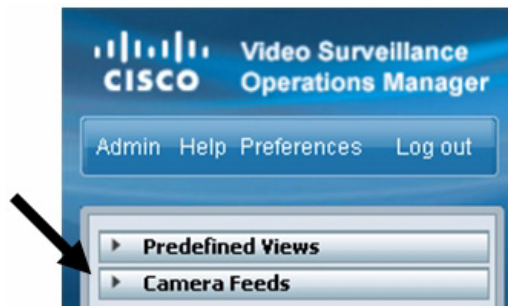 CISCO
Video Surveillance
Operations Manager
Admin Help Preferences Log out
Predefined Views
Camera Feeds